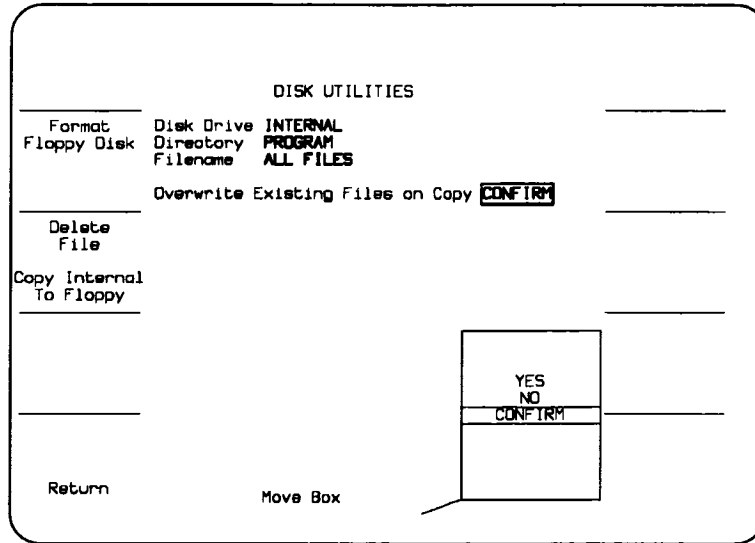 DISK UTILITIES
Format
Floppy Disk
Disk Drive INTERNAL
Directory PROGRAM
Filename ALL FILES
Overwrite Existing Files on Copy CONFIRM
Delete
File
Copy Internal
To Floppy
YES
NO
CONFIRM
Return
Move Box